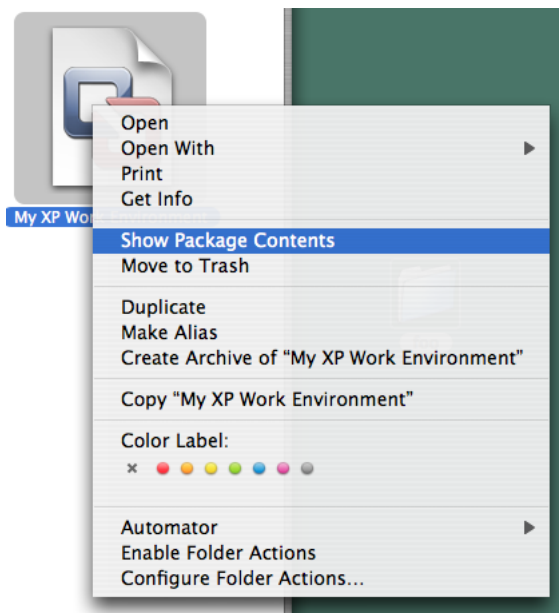 Open
Open With
Print
Get Info
My XP Work Environment
Show Package Contents
Move to Trash
Duplicate
Make Alias
Create Archive of “My XP Work Environment”
Copy “My XP Work Environment”
Color Label:
Automator
Enable Folder Actions
Configure Folder Actions...